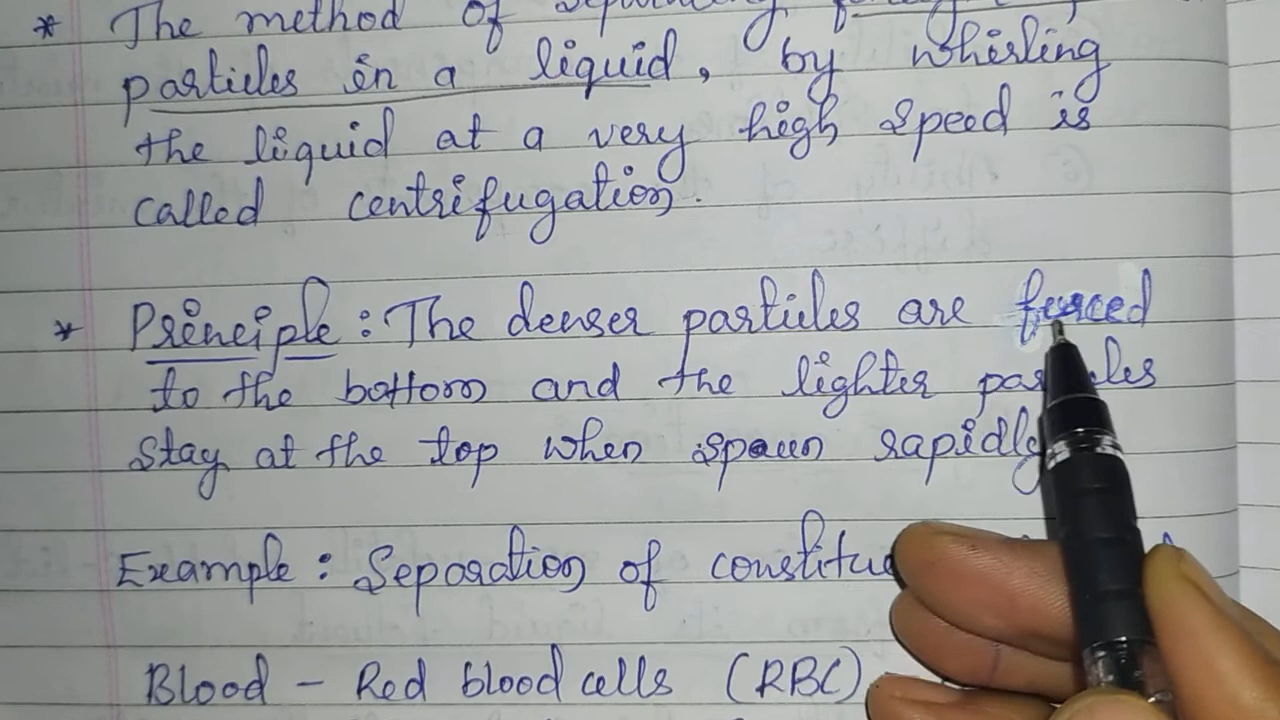 * The method of separating
particles in a liquid, by whirling
the liquid at a very high speed is
called centrifugation.
* Principle : The denser particles are forced
to the bottom and the lighter
stay at the top when spaun rapidly
Example : Separation of
Blood - Red blood cells (RBC)